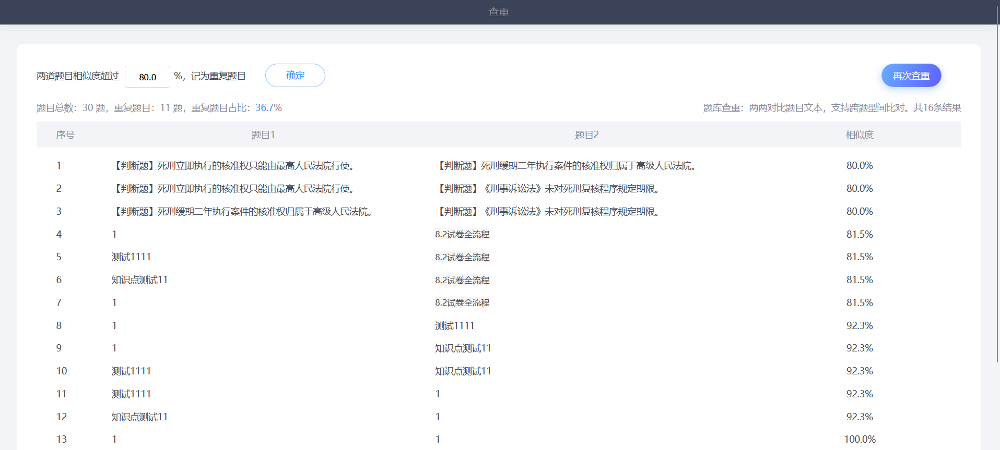 查重
两道题目相似度超过 80.0 %，记为重复题目 确定 再次查重
题目总数：30 题，重复题目：11 题，重复题目占比：36.7% 题库查重：两两对比题目文本，支持跨题型间比对。共16条结果
序号 题目1 题目2 相似度
1 【判断题】死刑立即执行的核准权只能由最高人民法院行使。 【判断题】死刑缓期二年执行案件的核准权归属于高级人民法院。 80.0%
2 【判断题】死刑立即执行的核准权只能由最高人民法院行使。 【判断题】《刑事诉讼法》未对死刑复核程序规定期限。 80.0%
3 【判断题】死刑缓期二年执行案件的核准权归属于高级人民法院。 【判断题】《刑事诉讼法》未对死刑复核程序规定期限。 80.0%
4 1 8.2试卷全流程 81.5%
5 测试1111 8.2试卷全流程 81.5%
6 知识点测试11 8.2试卷全流程 81.5%
7 1 8.2试卷全流程 81.5%
8 1 测试1111 92.3%
9 1 知识点测试11 92.3%
10 测试1111 知识点测试11 92.3%
11 测试1111 1 92.3%
12 知识点测试11 1 92.3%
13 1 1 100.0%